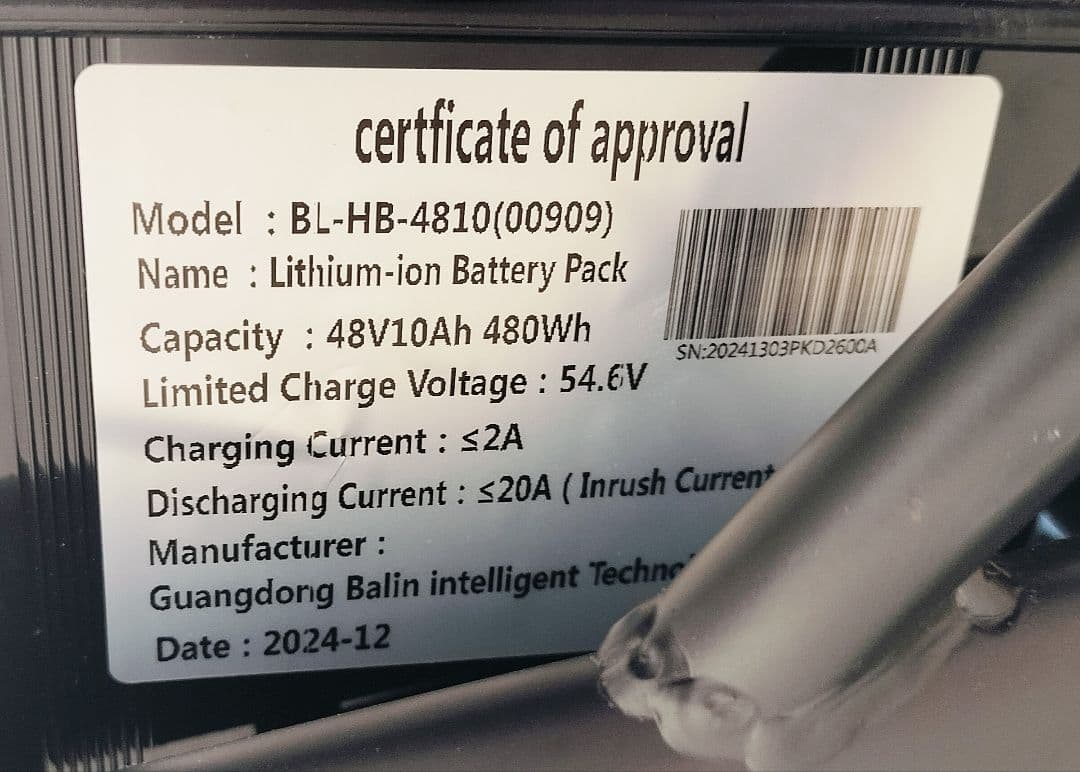 certficate of approval
Model : BL-HB-4810(00909)
Name : Lithium-ion Battery Pack
Capacity : 48V10Ah 480Wh
SN:20241303PKD2600A
Limited Charge Voltage : 54.6V
Charging Current : ≤2A
Discharging Current : ≤20A ( Inrush Current
Manufacturer :
Guangdong Balin intelligent
Date : 2024-12